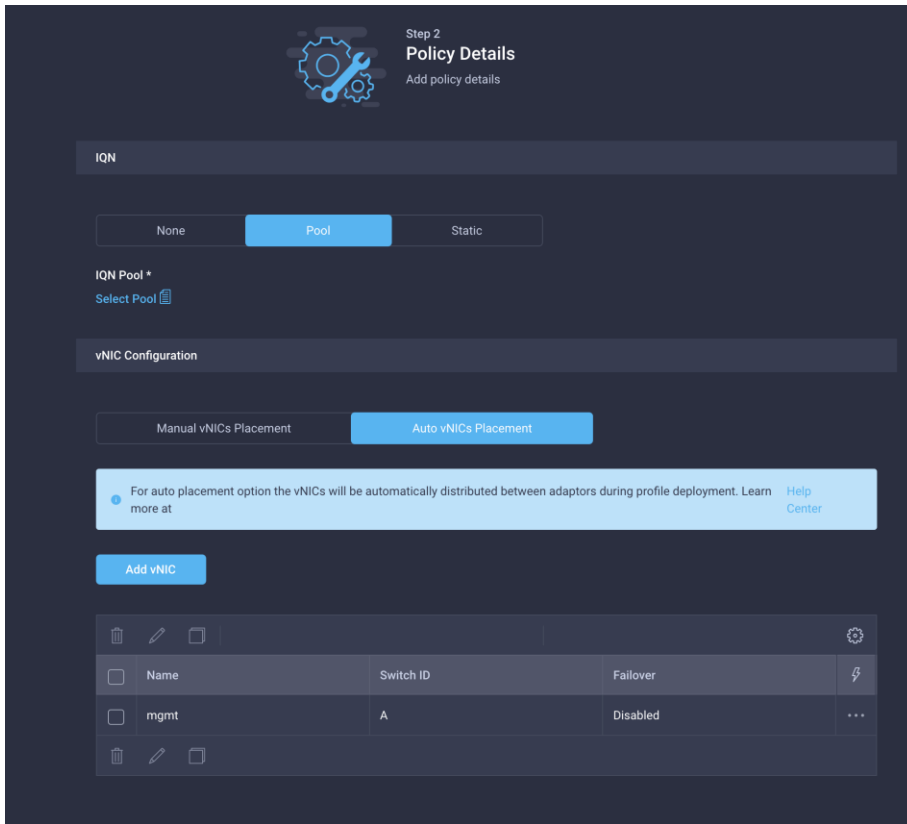 Step 2
Policy Details
Add policy details
IQN
None Pool Static
IQN Pool *
Select Pool
vNIC Configuration
Manual vNICs Placement Auto vNICs Placement
For auto placement option the vNICs will be automatically distributed between adaptors during profile deployment. Learn Help
more at Center
Add vNIC
Name Switch ID Failover
mgmt A Disabled